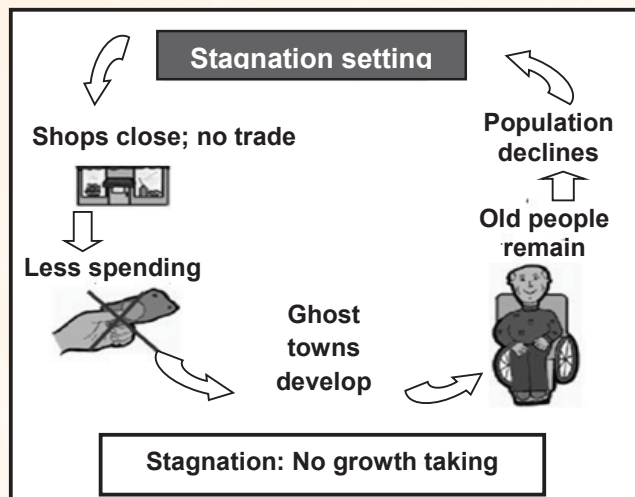 Stagnation setting
Shops close; no trade
Less spending
Ghost
towns
develop
Old people
remain
Population
declines
Stagnation: No growth taking